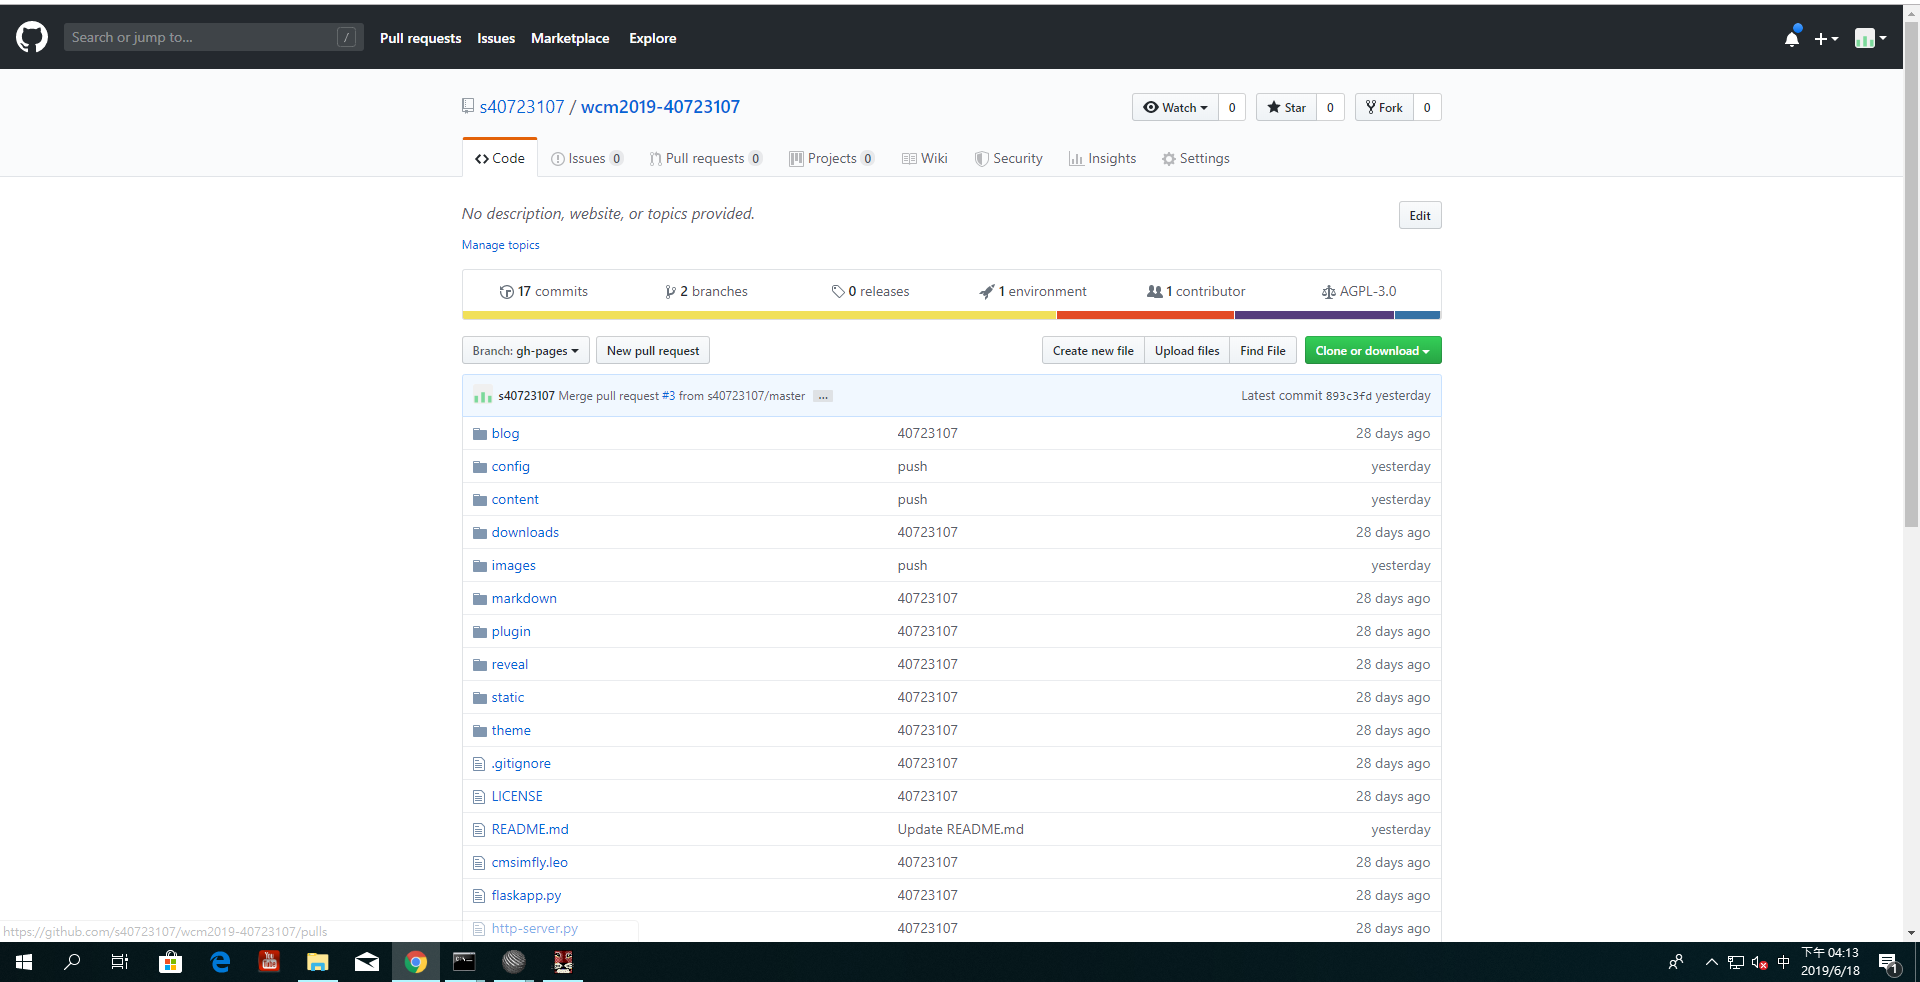 Search or jump to... / Pull requests Issues Marketplace Explore
s40723107 / wcm2019-40723107 Watch 0 Star 0 Fork 0
Code Issues 0 Pull requests 0 Projects 0 Wiki Security Insights Settings
No description, website, or topics provided. Edit
Manage topics
17 commits 2 branches 0 releases 1 environment 1 contributor AGPL-3.0
Branch: gh-pages New pull request Create new file Upload files Find File Clone or download
s40723107 Merge pull request #3 from s40723107/master ... Latest commit 893c3fd yesterday
blog 40723107 28 days ago
config push yesterday
content push yesterday
downloads 40723107 28 days ago
images push yesterday
markdown 40723107 28 days ago
plugin 40723107 28 days ago
reveal 40723107 28 days ago
static 40723107 28 days ago
theme 40723107 28 days ago
.gitignore 40723107 28 days ago
LICENSE 40723107 28 days ago
README.md Update README.md yesterday
cmsimfly.leo 40723107 28 days ago
flaskapp.py 40723107 28 days ago
http-server.py 40723107 28 days ago
https://github.com/s40723107/wcm2019-40723107/pulls
You Tube
中 下午 04:13
2019/6/18
1